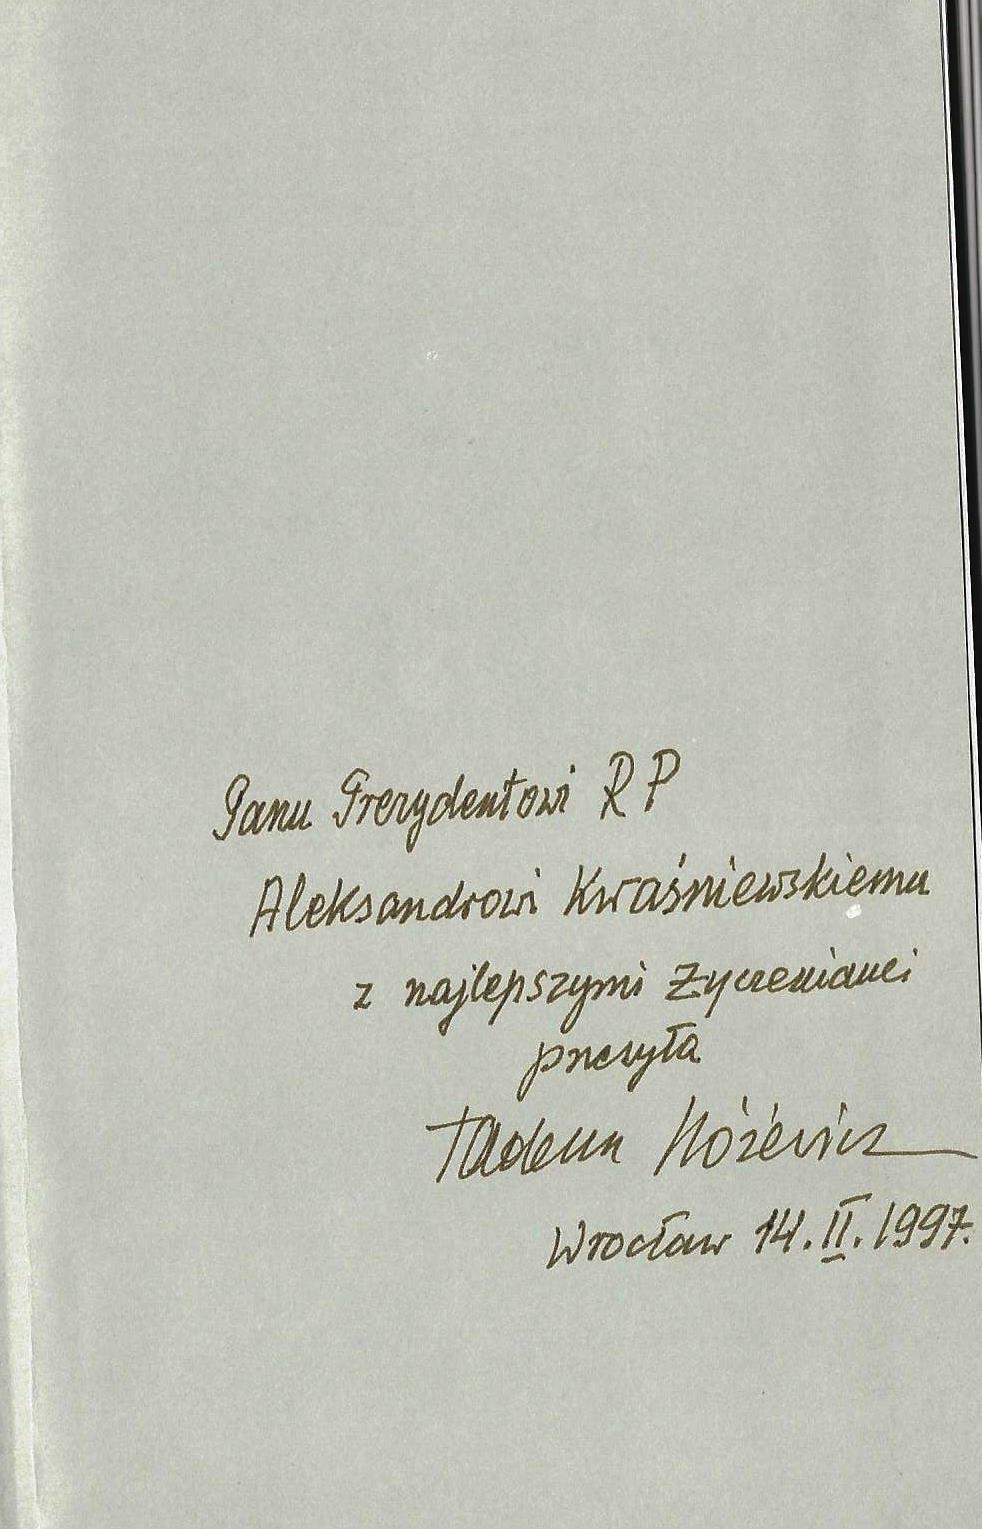 Panu Prezydentowi RP
Aleksandrowi Kwaśniewskiemu
z najlepszymi życzeniami
przesyła
Tadeusz Różewicz
Wrocław 14.II.1997.